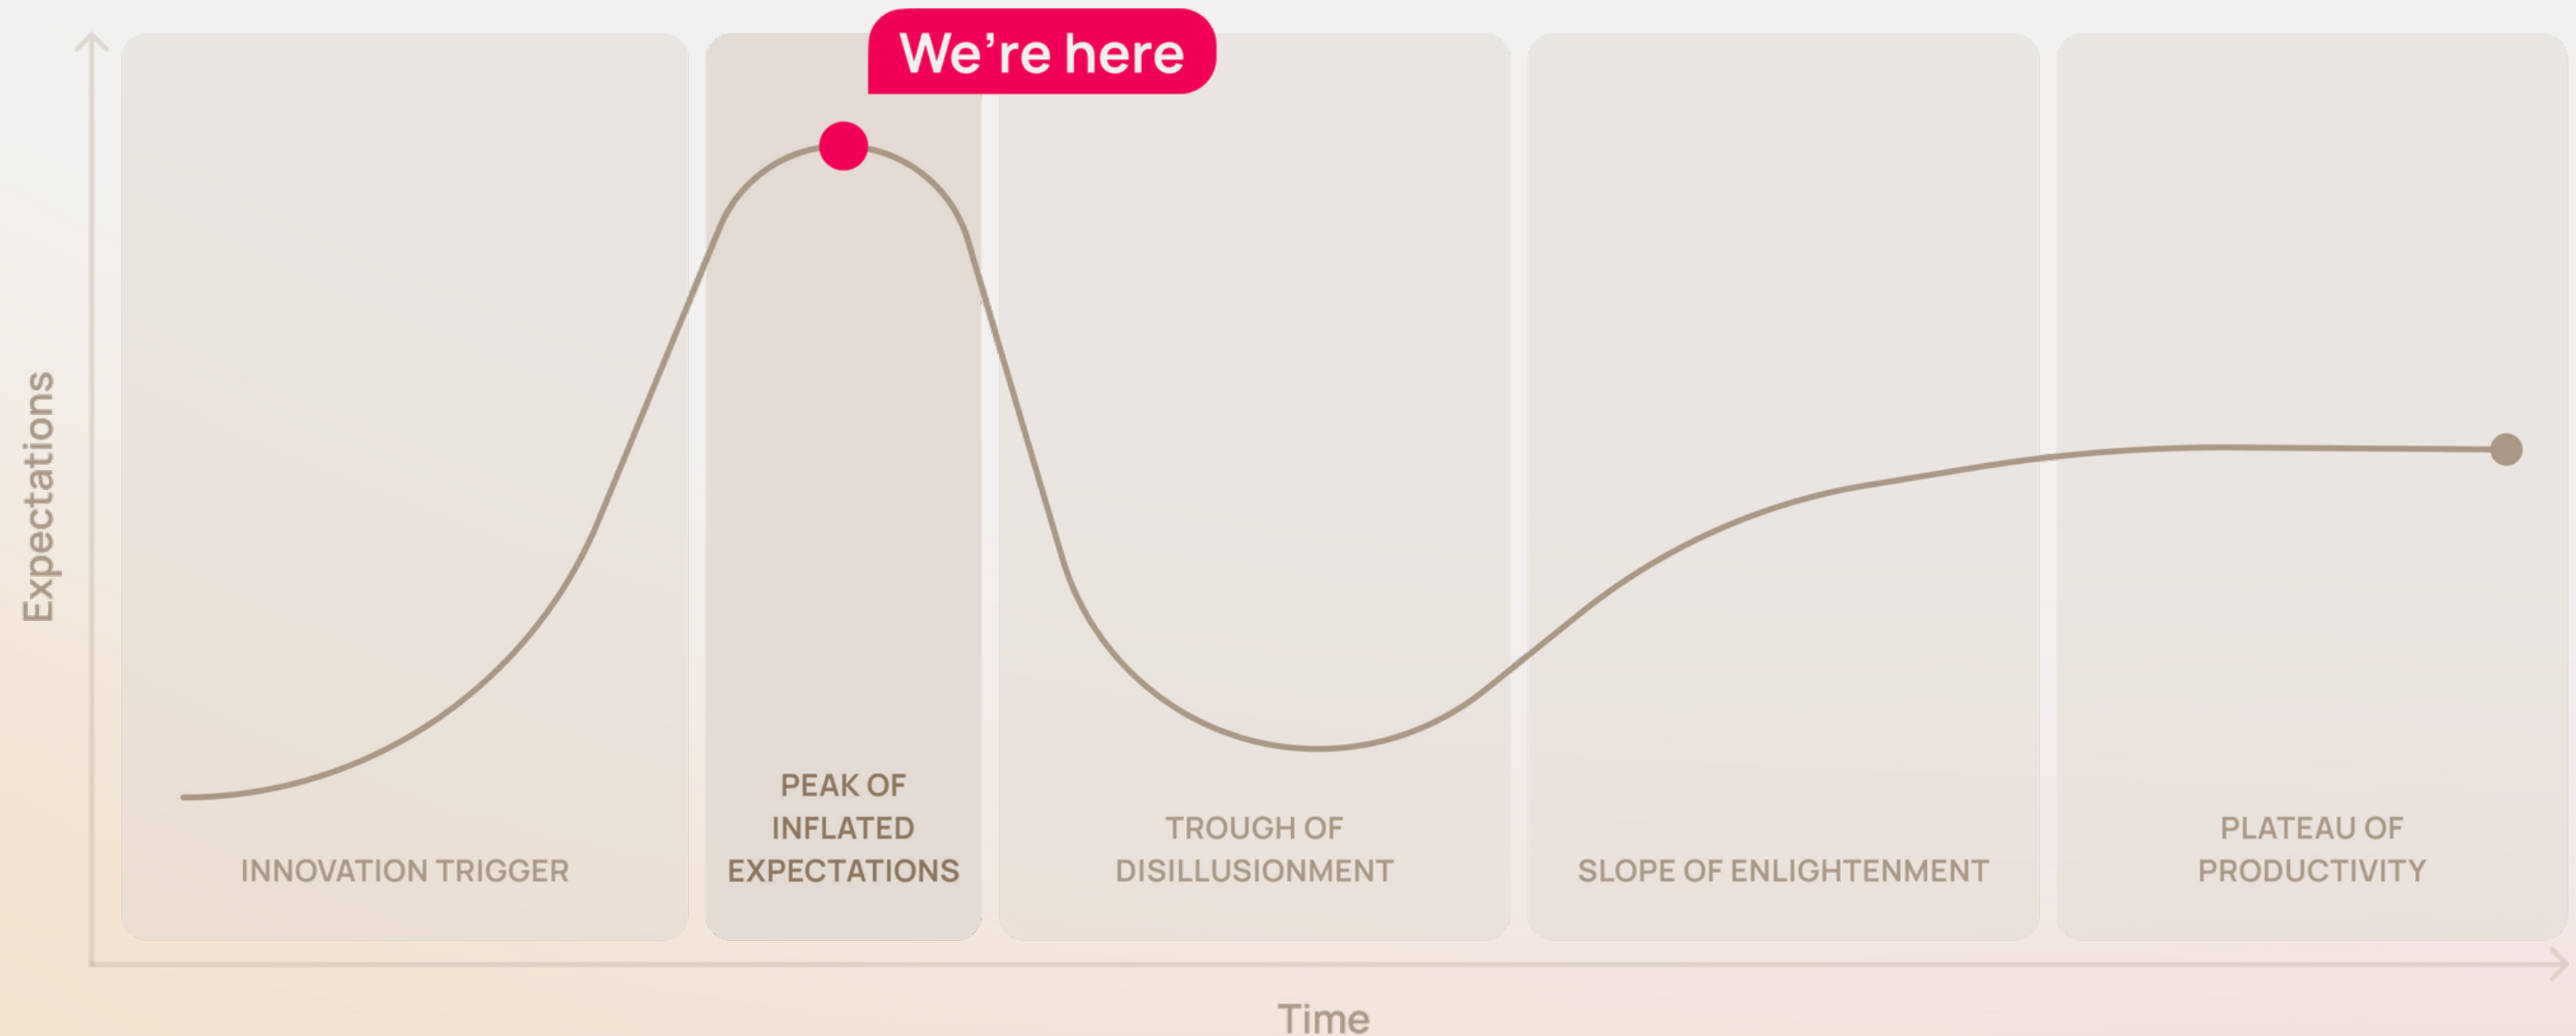 We’re here
Expectations
INNOVATION TRIGGER
PEAK OF
INFLATED
EXPECTATIONS
TROUGH OF
DISILLUSIONMENT
SLOPE OF ENLIGHTENMENT
PLATEAU OF
PRODUCTIVITY
Time